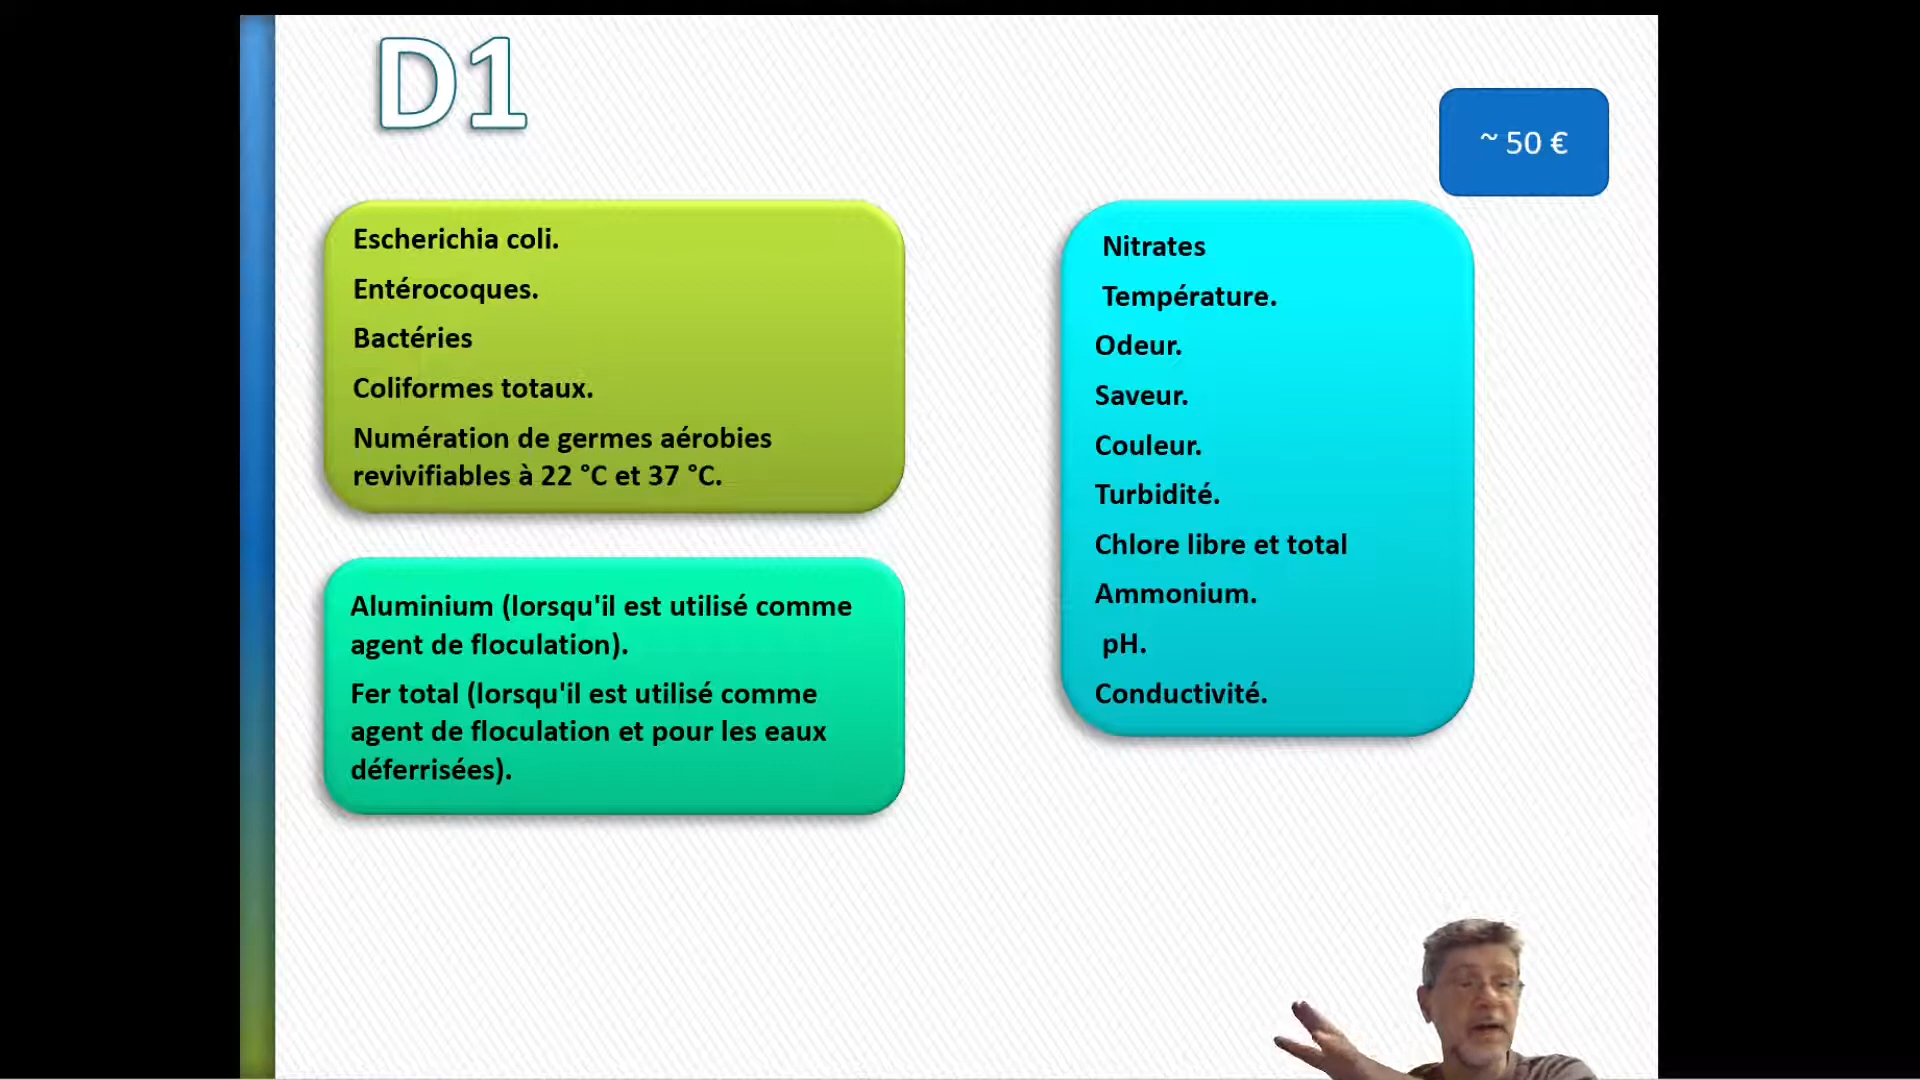 D1
~ 50 €
Escherichia coli.
Entérocoques.
Bactéries
Coliformes totaux.
Numération de germes aérobies
revivifiables à 22 °C et 37 °C.
Aluminium (lorsqu'il est utilisé comme
agent de floculation).
Fer total (lorsqu'il est utilisé comme
agent de floculation et pour les eaux
déferrisées).
Nitrates
Température.
Odeur.
Saveur.
Couleur.
Turbidité.
Chlore libre et total
Ammonium.
pH.
Conductivité.